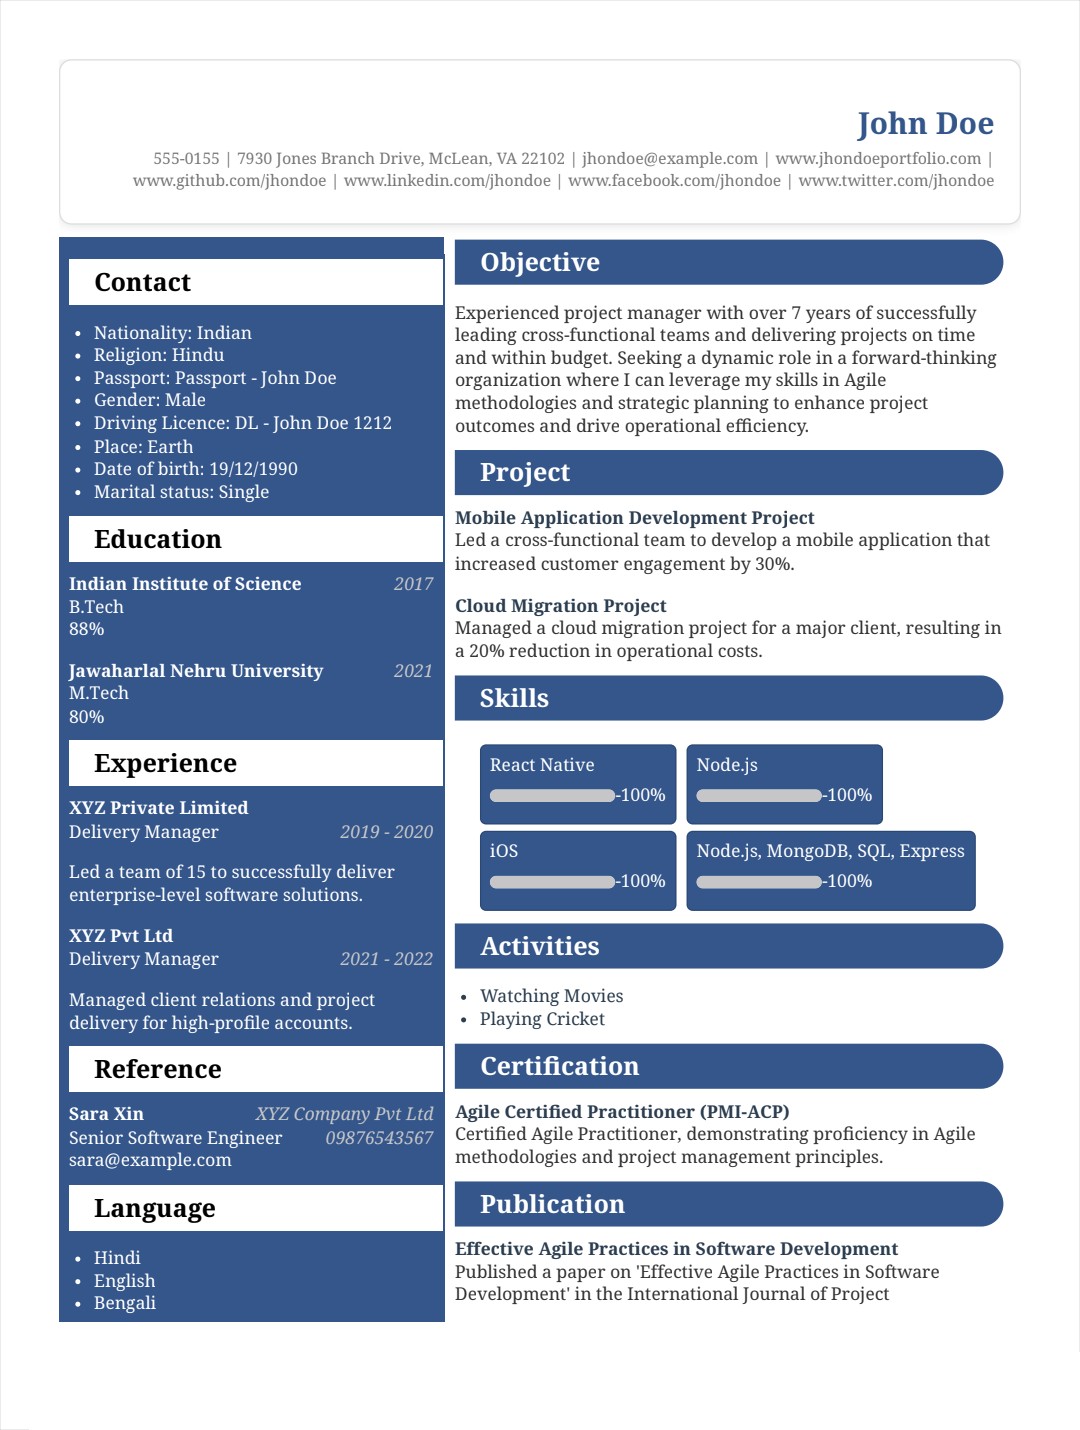 John Doe
555-0155 | 7930 Jones Branch Drive, McLean, VA 22102 | jhondoe@example.com | www.jhondoeportfolio.com |
www.github.com/jhondoe | www.linkedin.com/jhondoe | www.facebook.com/jhondoe | www.twitter.com/jhondoe
Contact
• Nationality: Indian
• Religion: Hindu
• Passport: Passport - John Doe
• Gender: Male
• Driving Licence: DL - John Doe 1212
• Place: Earth
• Date of birth: 19/12/1990
• Marital status: Single
Education
Indian Institute of Science 2017
B.Tech
88%
Jawaharlal Nehru University 2021
M.Tech
80%
Experience
XYZ Private Limited
Delivery Manager 2019 - 2020
Led a team of 15 to successfully deliver
enterprise-level software solutions.
XYZ Pvt Ltd
Delivery Manager 2021 - 2022
Managed client relations and project
delivery for high-profile accounts.
Reference
Sara Xin XYZ Company Pvt Ltd
Senior Software Engineer 09876543567
sara@example.com
Language
• Hindi
• English
• Bengali
Objective
Experienced project manager with over 7 years of successfully
leading cross-functional teams and delivering projects on time
and within budget. Seeking a dynamic role in a forward-thinking
organization where I can leverage my skills in Agile
methodologies and strategic planning to enhance project
outcomes and drive operational efficiency.
Project
Mobile Application Development Project
Led a cross-functional team to develop a mobile application that
increased customer engagement by 30%.
Cloud Migration Project
Managed a cloud migration project for a major client, resulting in
a 20% reduction in operational costs.
Skills
React Native
-100%
Node.js
-100%
iOS
-100%
Node.js, MongoDB, SQL, Express
-100%
Activities
• Watching Movies
• Playing Cricket
Certification
Agile Certified Practitioner (PMI-ACP)
Certified Agile Practitioner, demonstrating proficiency in Agile
methodologies and project management principles.
Publication
Effective Agile Practices in Software Development
Published a paper on 'Effective Agile Practices in Software
Development' in the International Journal of Project